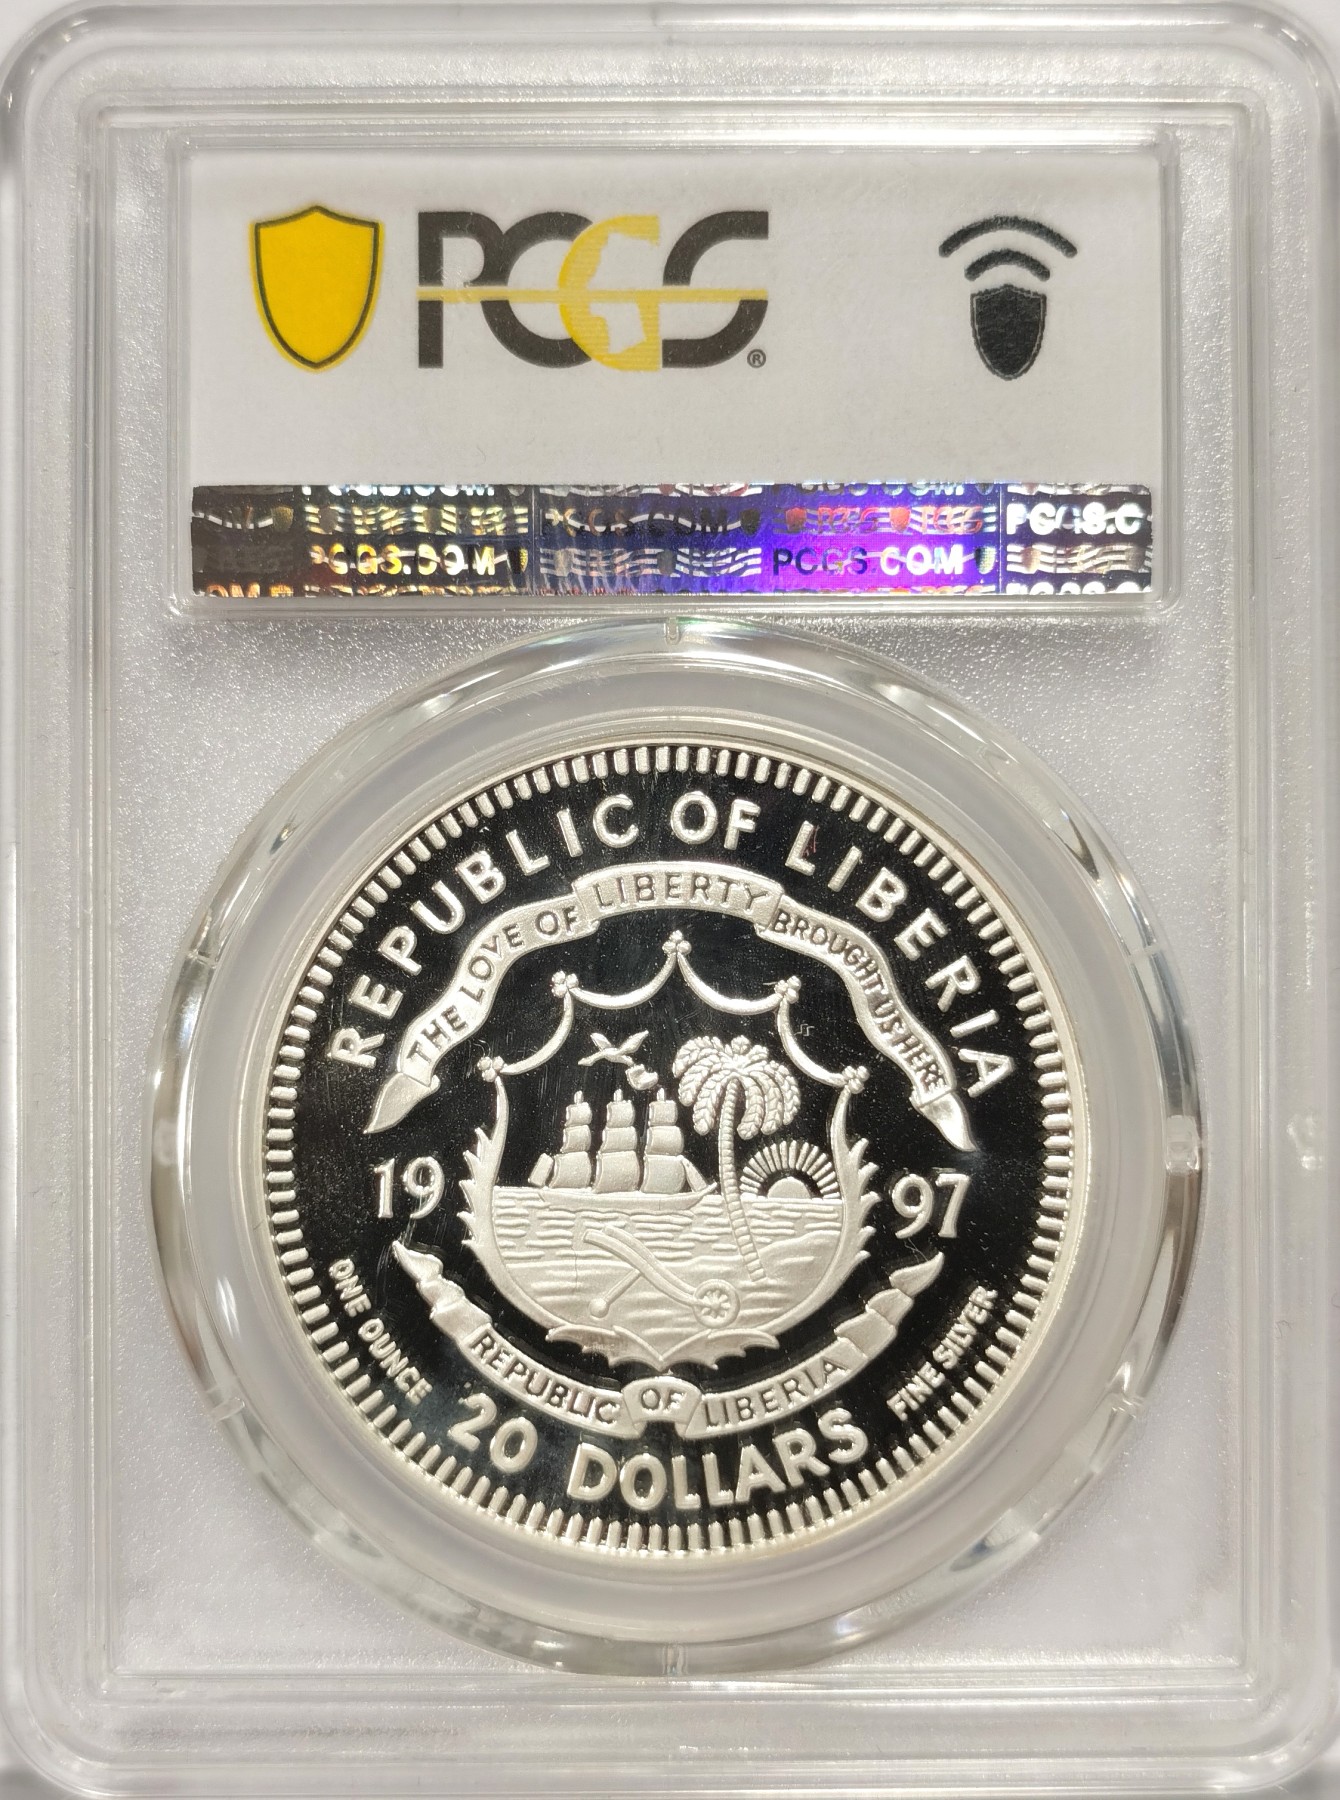 PCGS®
PCGS.COM
PCGS.COM
PCGS.C
REPUBLIC OF LIBERIA
THE LOVE OF LIBERTY BROUGHT US HERE
19 97
ONE OUNCE
FINE SILVER
REPUBLIC OF LIBERIA
20 DOLLARS